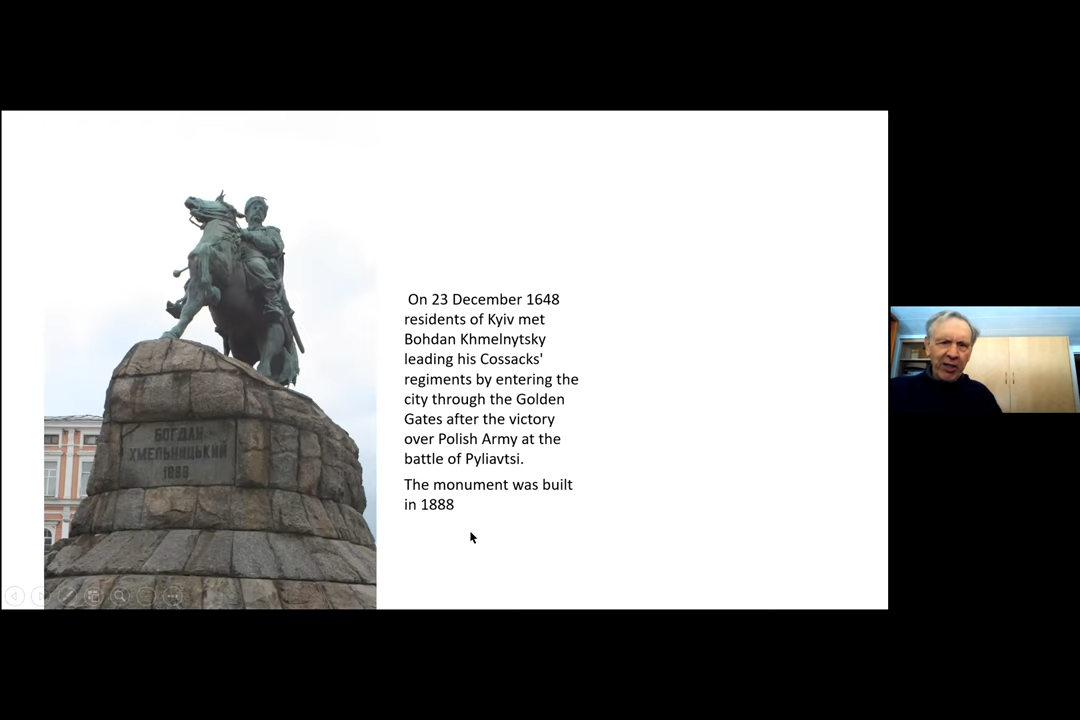 БОГДАН
ХМЕЛЬНИЦЬКИЙ
1888
On 23 December 1648
residents of Kyiv met
Bohdan Khmelnytsky
leading his Cossacks'
regiments by entering the
city through the Golden
Gates after the victory
over Polish Army at the
battle of Pyliavtsi.
The monument was built
in 1888